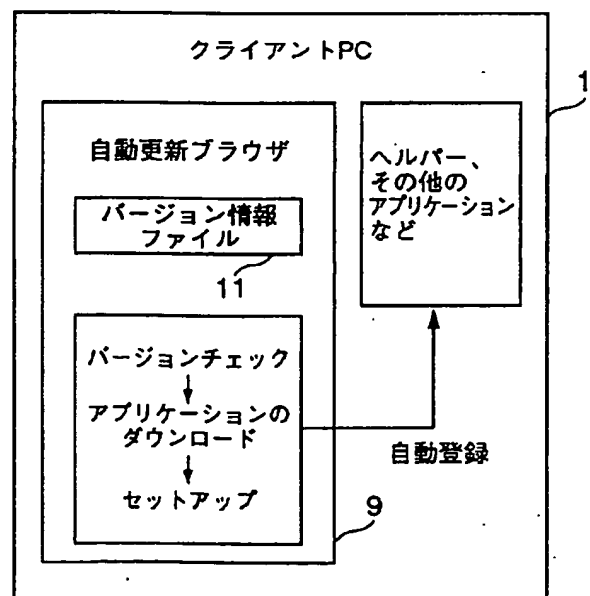 クライアントPC
1
自動更新ブラウザ
バージョン情報
ファイル
11
ヘルパー、
その他の
アプリケーション
など
バージョンチェック
アプリケーションの
ダウンロード
セットアップ
自動登録
9